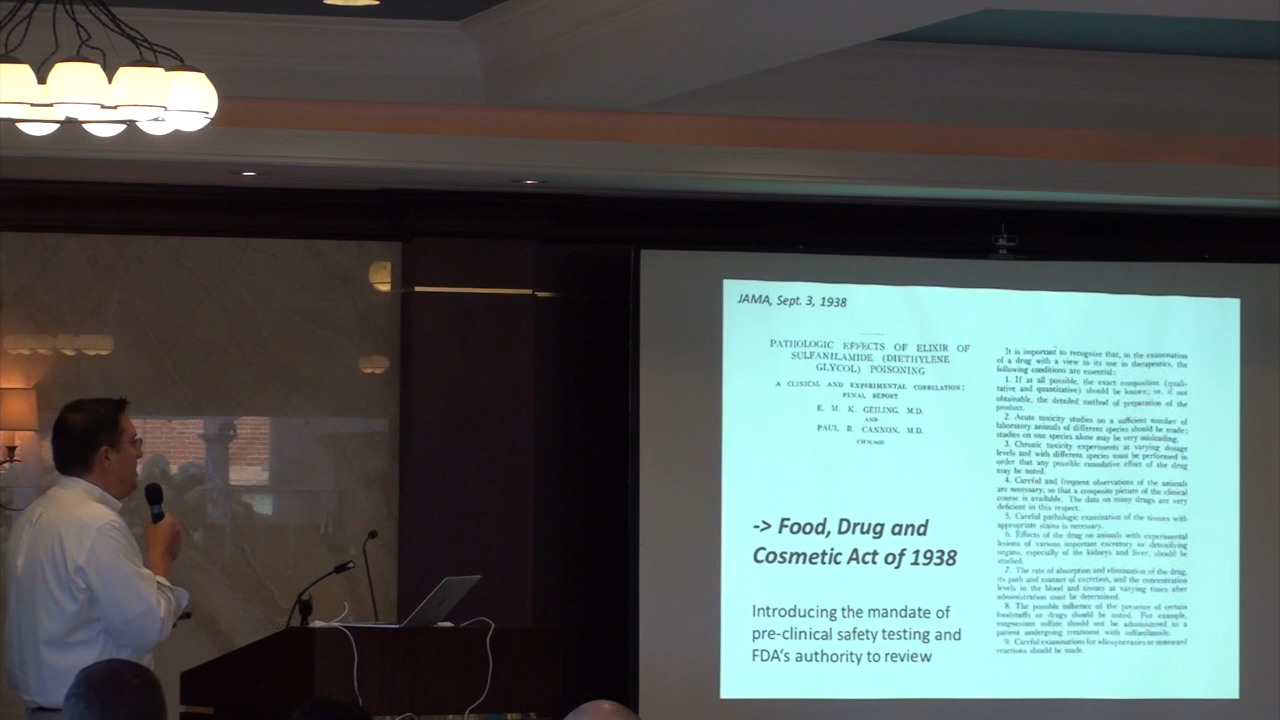 JAMA, Sept. 3, 1938
PATHOLOGIC EFFECTS OF ELIXIR OF
SULFANILAMIDE (DIETHYLENE
GLYCOL) POISONING
A CLINICAL AND EXPERIMENTAL CORRELATION:
FINAL REPORT
E. M. K. GEILING, M.D.
AND
PAUL R. CANNON, M.D.
CHICAGO
-> Food, Drug and
Cosmetic Act of 1938
Introducing the mandate of
pre-clinical safety testing and
FDA's authority to review
It is important to recognize that, in the examination
of a drug with a view to its use in therapeutics, the
following conditions are essential:
1. If at all possible, the exact composition (quali-
tative and quantitative) should be known; or, if not
obtainable, the detailed method of preparation of the
product.
2. Acute toxicity studies on a sufficient number of
laboratory animals of different species should be made;
studies on one species alone may be very misleading.
3. Chronic toxicity experiments at varying dosage
levels and with different species must be performed in
order that any possible cumulative effect of the drug
may be noted.
4. Careful and frequent observations of the animals
are necessary, so that a composite picture of the clinical
course is available. The data on many drugs are very
deficient in this respect.
5. Careful pathologic examination of the tissues with
appropriate stains is necessary.
6. Effects of the drug on animals with experimental
lesions of various important excretory or detoxifying
organs, especially of the kidneys and liver, should be
studied.
7. The rate of absorption and elimination of the drug,
its path and manner of excretion, and the concentration
levels in the blood and tissues at varying times after
administration must be determined.
8. The possible influence of the presence of certain
foodstuffs or drugs should be noted. For example,
magnesium sulfate should not be administered to a
patient undergoing treatment with sulfanilamide.
9. Careful examinations for idiosyncrasies or untoward
reactions should be made.